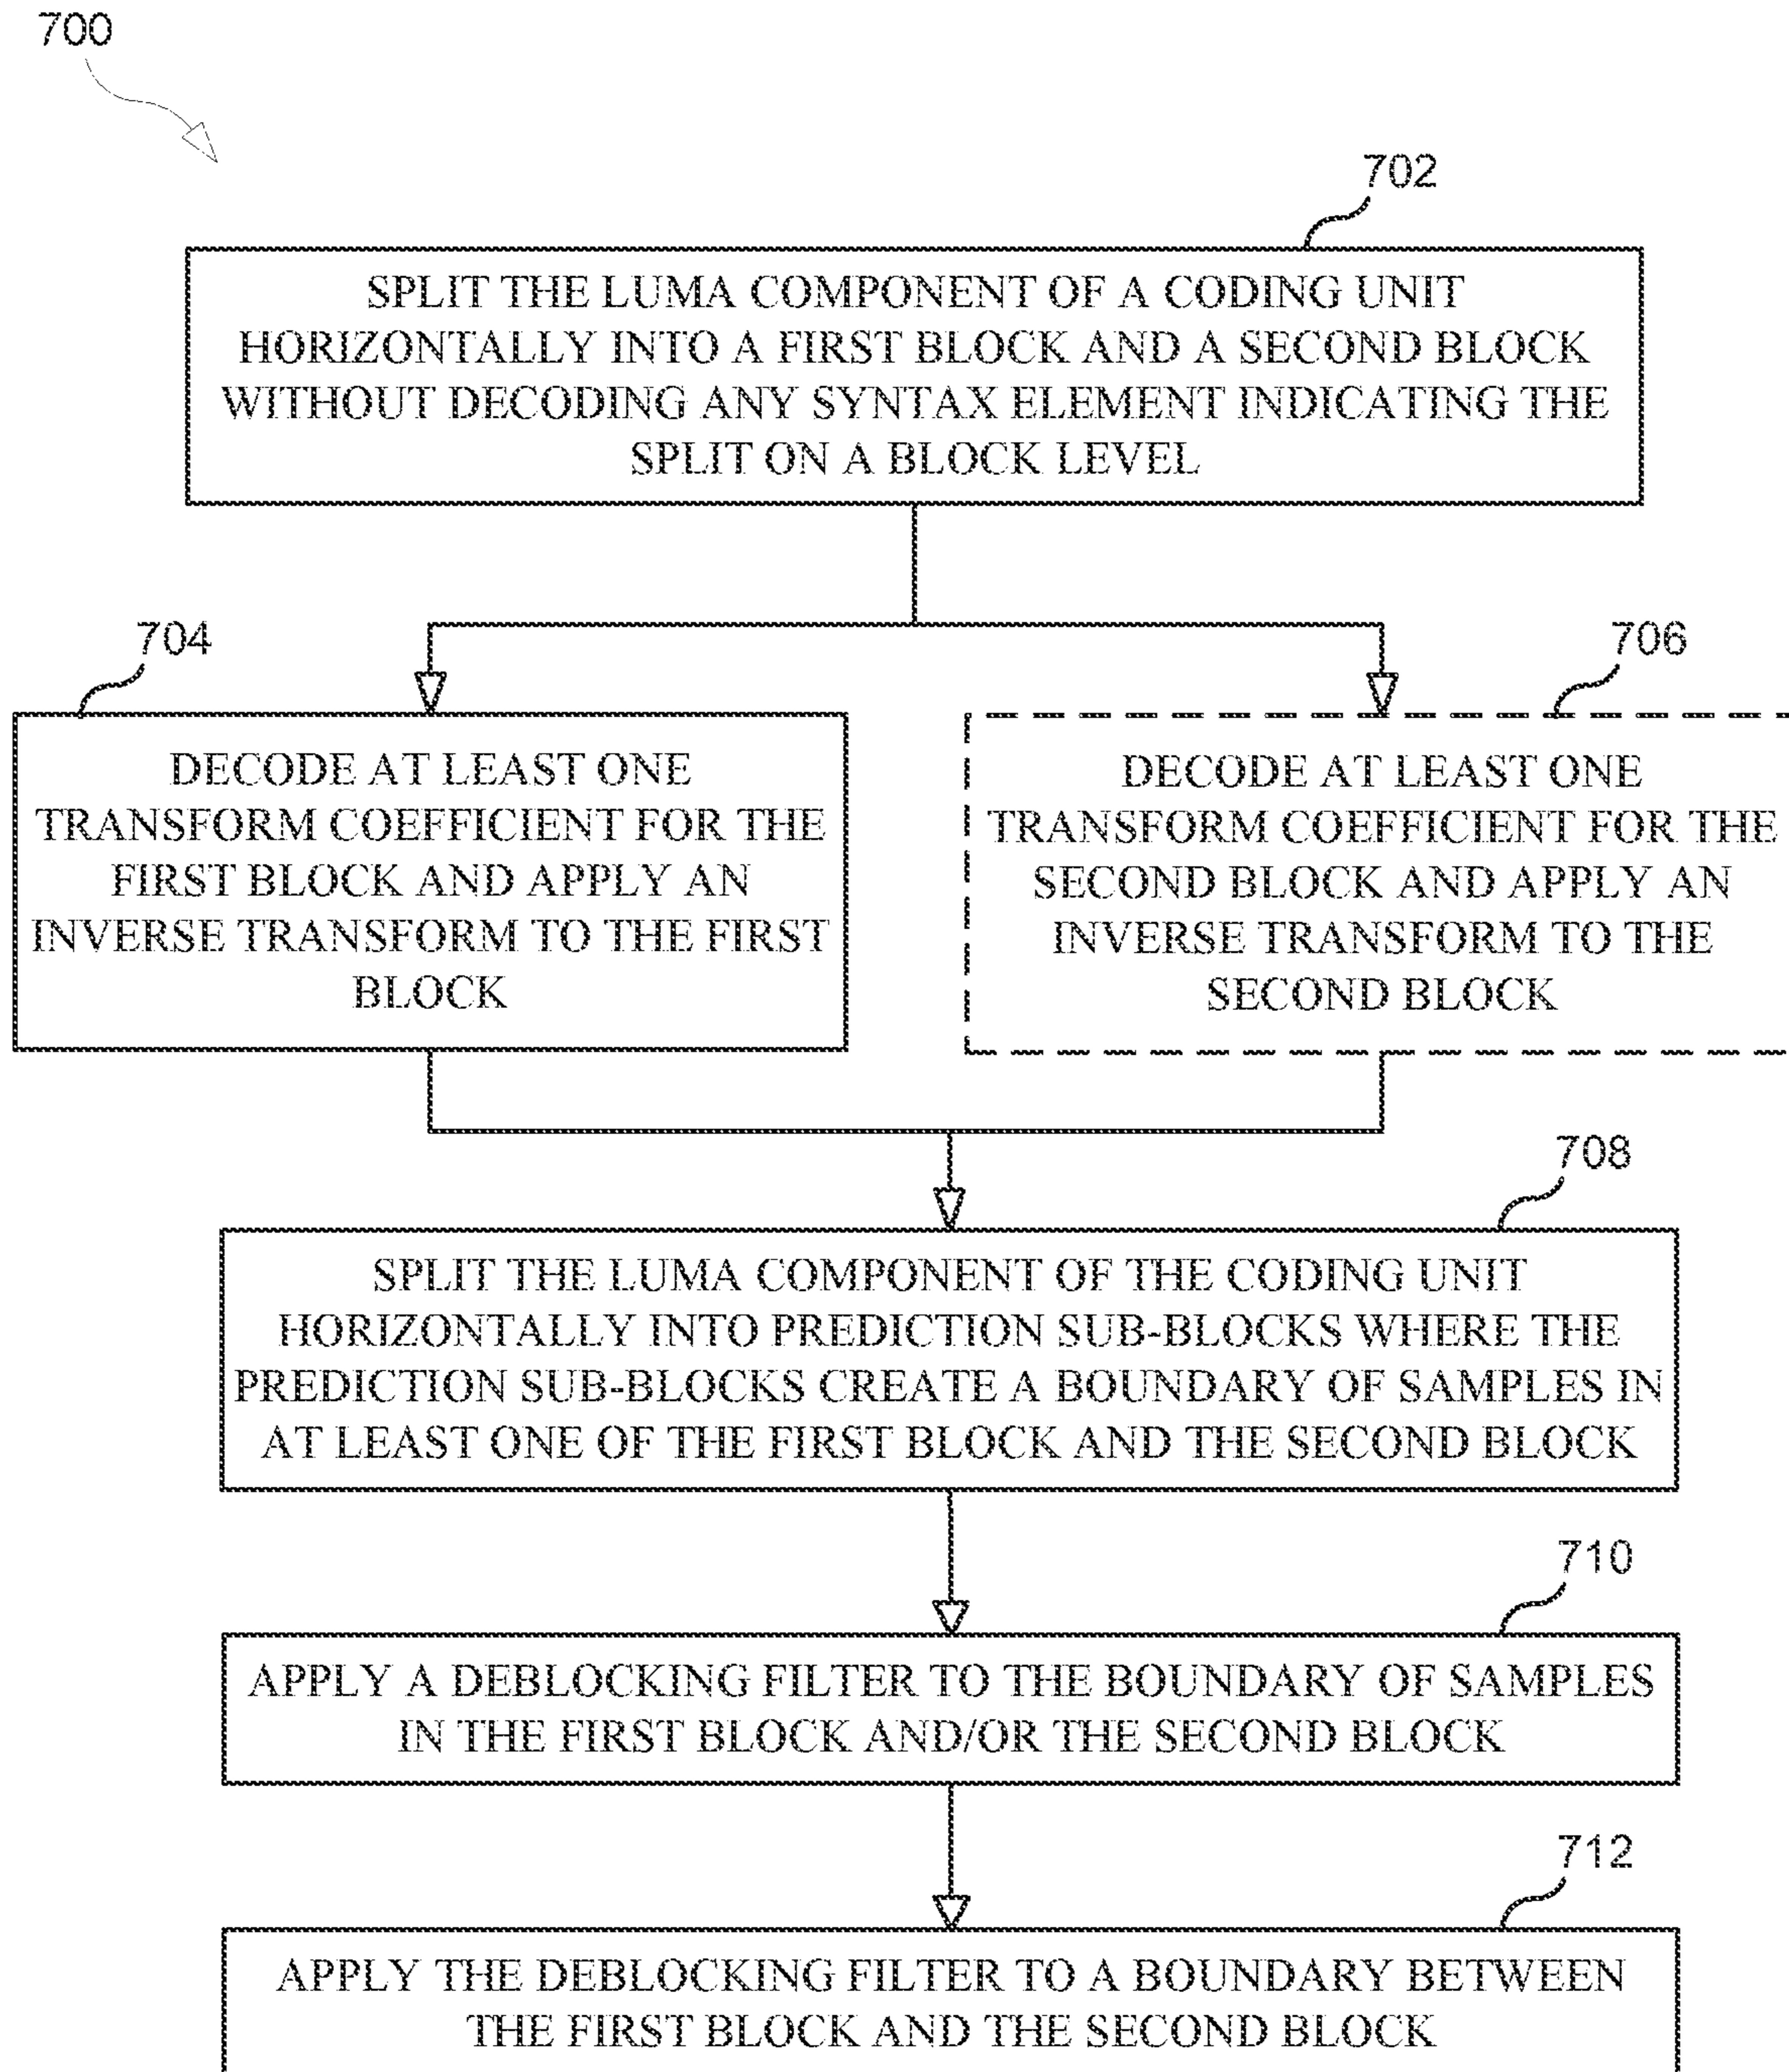 700
702
SPLIT THE LUMA COMPONENT OF A CODING UNIT
HORIZONTALLY INTO A FIRST BLOCK AND A SECOND BLOCK
WITHOUT DECODING ANY SYNTAX ELEMENT INDICATING THE
SPLIT ON A BLOCK LEVEL
704
DECODE AT LEAST ONE
TRANSFORM COEFFICIENT FOR THE
FIRST BLOCK AND APPLY AN
INVERSE TRANSFORM TO THE FIRST
BLOCK
706
DECODE AT LEAST ONE
TRANSFORM COEFFICIENT FOR THE
SECOND BLOCK AND APPLY AN
INVERSE TRANSFORM TO THE
SECOND BLOCK
708
SPLIT THE LUMA COMPONENT OF THE CODING UNIT
HORIZONTALLY INTO PREDICTION SUB-BLOCKS WHERE THE
PREDICTION SUB-BLOCKS CREATE A BOUNDARY OF SAMPLES IN
AT LEAST ONE OF THE FIRST BLOCK AND THE SECOND BLOCK
710
APPLY A DEBLOCKING FILTER TO THE BOUNDARY OF SAMPLES
IN THE FIRST BLOCK AND/OR THE SECOND BLOCK
712
APPLY THE DEBLOCKING FILTER TO A BOUNDARY BETWEEN
THE FIRST BLOCK AND THE SECOND BLOCK